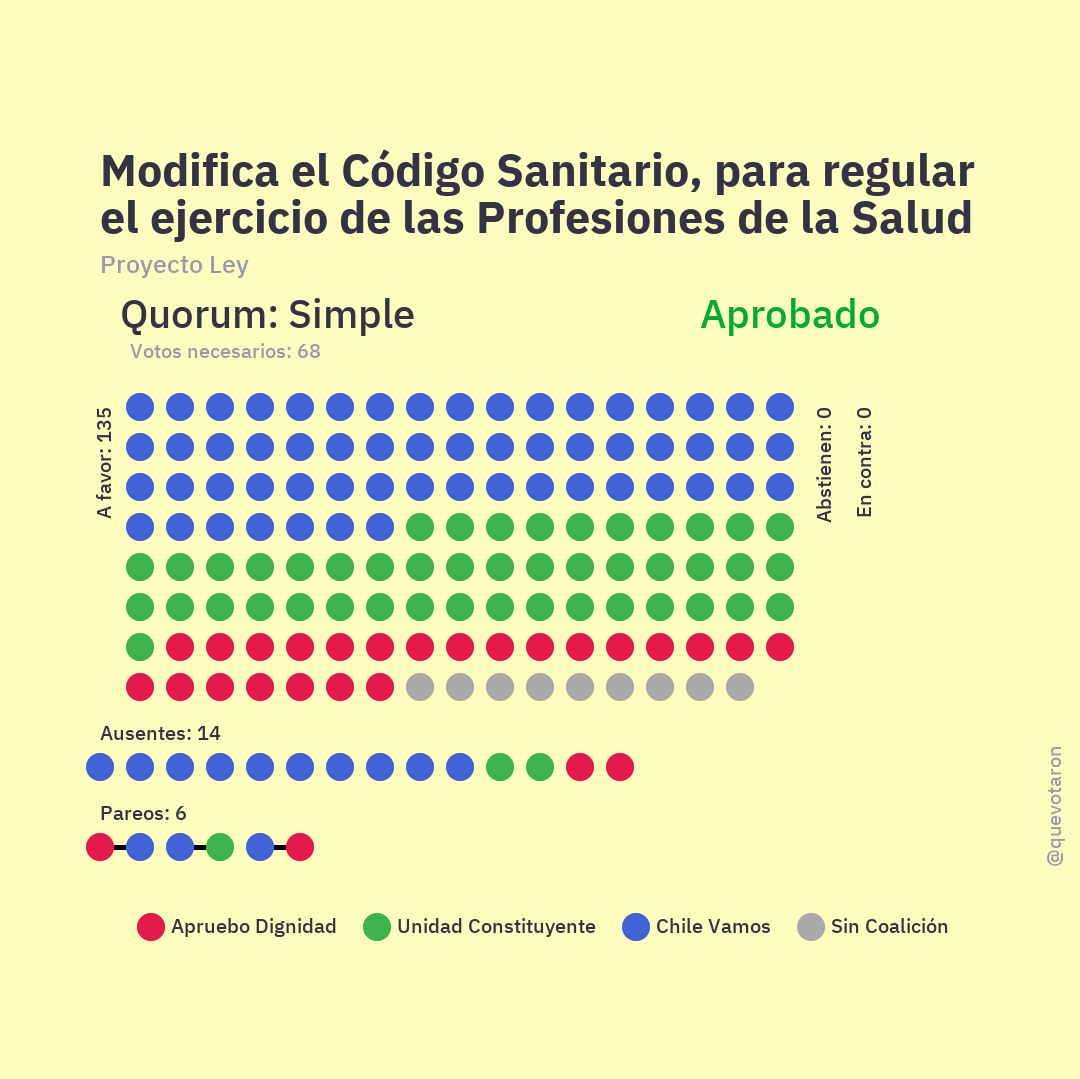 Modifica el Código Sanitario, para regular
el ejercicio de las Profesiones de la Salud
Proyecto Ley
Quorum: Simple
Aprobado
Votos necesarios: 68
A favor: 135
Abstienen: 0
En contra: 0
Ausentes: 14
Pareos: 6
@quevotaron
Apruebo Dignidad
Unidad Constituyente
Chile Vamos
Sin Coalición